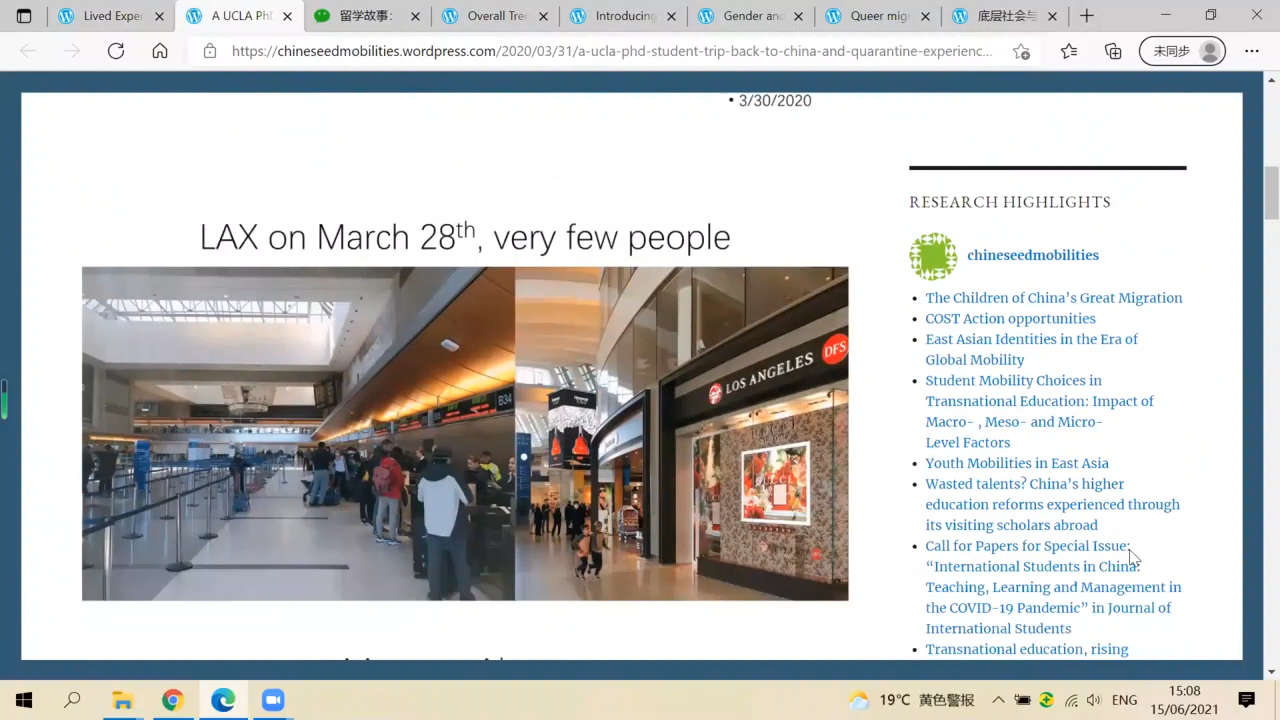 Lived Exper
A UCLA PhD
留学故事:
Overall Tren
Introducing
Gender and
Queer migr
底层社会与
https://chineseedmobilities.wordpress.com/2020/03/31/a-ucla-phd-student-trip-back-to-china-and-quarantine-experienc...
未同步
• 3/30/2020
LAX on March 28th, very few people
B34
LOS ANGELES
DFS
GUCCI
RESEARCH HIGHLIGHTS
chineseedmobilities
The Children of China's Great Migration
COST Action opportunities
East Asian Identities in the Era of
Global Mobility
Student Mobility Choices in
Transnational Education: Impact of
Macro- , Meso- and Micro-
Level Factors
Youth Mobilities in East Asia
Wasted talents? China's higher
education reforms experienced through
its visiting scholars abroad
Call for Papers for Special Issue:
“International Students in China:
Teaching, Learning and Management in
the COVID-19 Pandemic” in Journal of
International Students
Transnational education, rising
19°C 黄色警报
ENG
15:08
15/06/2021